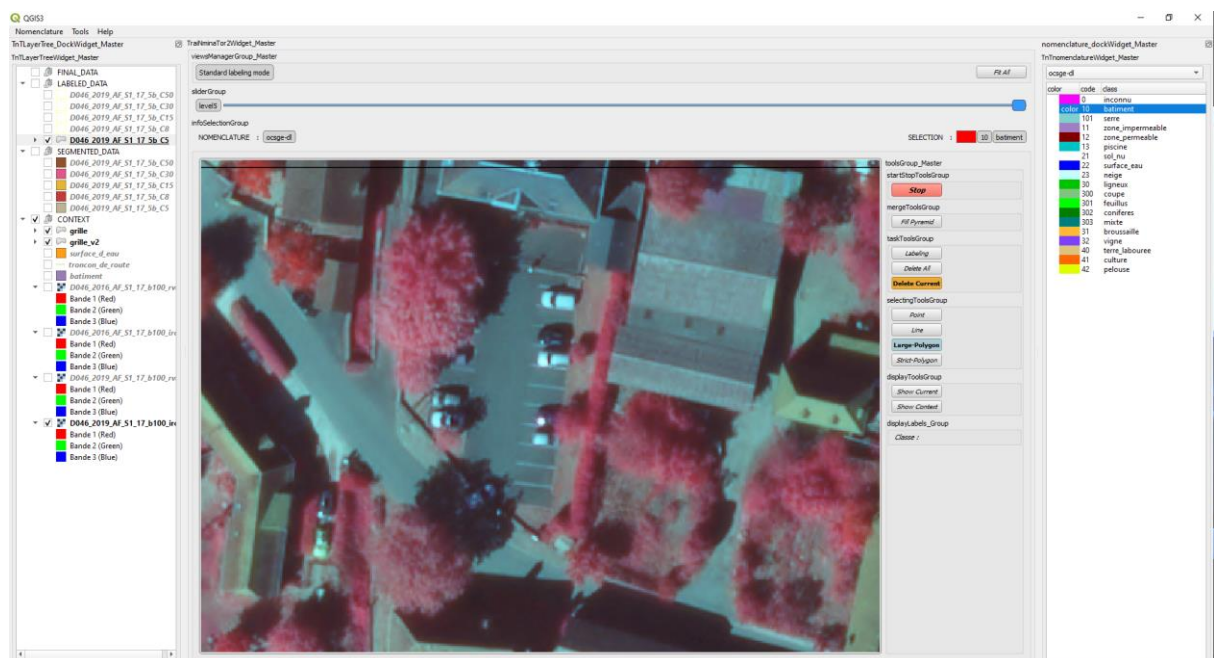 QGIS3
Nomenclature Tools Help
TnTLayerTree_DockWidget_Master
TnTLayerTreeWidget_Master
FINAL_DATA
LABELED_DATA
D046_2019_AF_S1_17_5b_C50
D046_2019_AF_S1_17_5b_C30
D046_2019_AF_S1_17_5b_C15
D046_2019_AF_S1_17_5b_C8
D046_2019_AF_S1_17_5b_C5
SEGMENTED_DATA
D046_2019_AF_S1_17_5b_C50
D046_2019_AF_S1_17_5b_C30
D046_2019_AF_S1_17_5b_C15
D046_2019_AF_S1_17_5b_C8
D046_2019_AF_S1_17_5b_C5
CONTEXT
grille
grille_v2
surface_d_eau
troncon_de_route
batiment
D046_2016_AF_S1_17_b100_rv
Bande 1 (Red)
Bande 2 (Green)
Bande 3 (Blue)
D046_2016_AF_S1_17_b100_ir
Bande 1 (Red)
Bande 2 (Green)
Bande 3 (Blue)
D046_2019_AF_S1_17_b100_rv
Bande 1 (Red)
Bande 2 (Green)
Bande 3 (Blue)
D046_2019_AF_S1_17_b100_ir
Bande 1 (Red)
Bande 2 (Green)
Bande 3 (Blue)
TraiNminaTor2Widget_Master
viewsManagerGroup_Master
Standard labeling mode
Fit All
sliderGroup
level5
infoSelectionGroup
NOMENCLATURE : ocsge-dl
SELECTION : 10 batiment
toolsGroup_Master
startStopToolsGroup
Stop
mergeToolsGroup
Fill Pyramid
taskToolsGroup
Labeling
Delete All
Delete Current
selectingToolsGroup
Point
Line
Large-Polygon
Strict-Polygon
displayToolsGroup
Show Current
Show Context
displayLabels_Group
Classe :
nomenclature_dockWidget_Master
TnTnomenclatureWidget_Master
ocsge-dl
color code class
0 inconnu
color 10 batiment
101 serre
11 zone_impermeable
12 zone_permeable
13 piscine
21 sol_nu
22 surface_eau
23 neige
30 ligneux
300 coupe
301 feuillus
302 coniferes
303 mixte
31 broussaille
32 vigne
40 terre_labouree
41 culture
42 pelouse